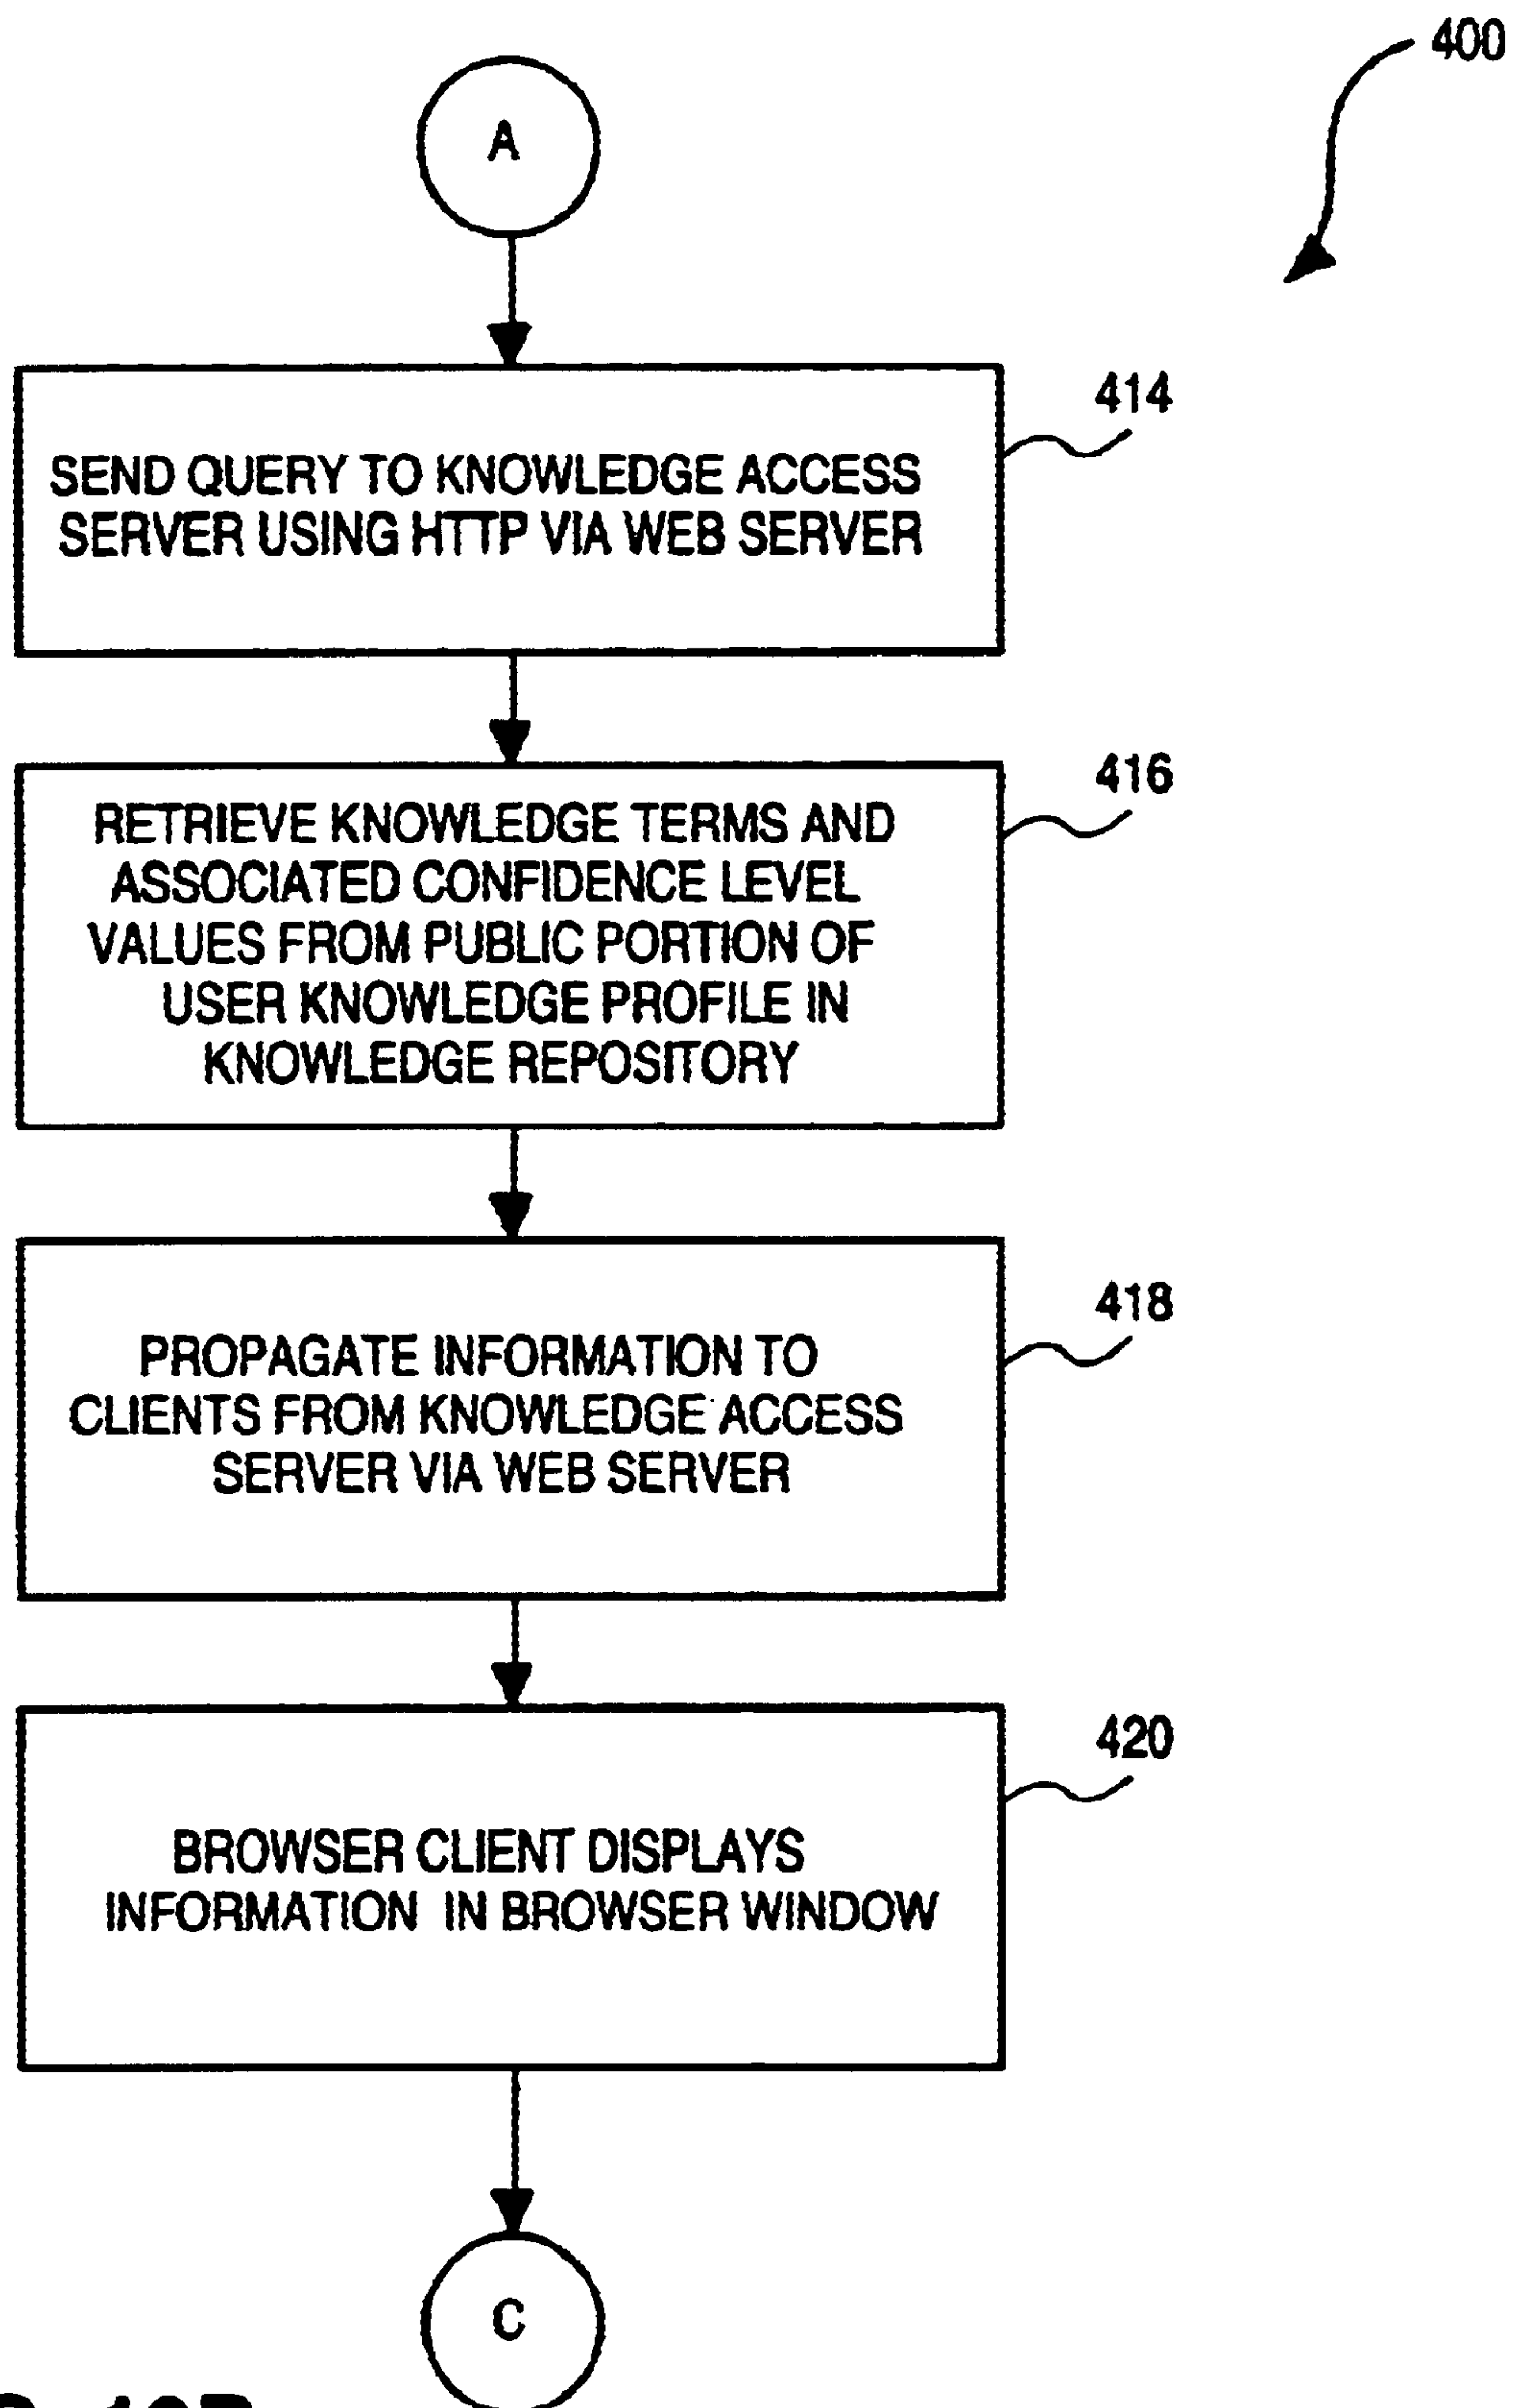 400
A
414
SEND QUERY TO KNOWLEDGE ACCESS
SERVER USING HTTP VIA WEB SERVER
416
RETRIEVE KNOWLEDGE TERMS AND
ASSOCIATED CONFIDENCE LEVEL
VALUES FROM PUBLIC PORTION OF
USER KNOWLEDGE PROFILE IN
KNOWLEDGE REPOSITORY
418
PROPAGATE INFORMATION TO
CLIENTS FROM KNOWLEDGE ACCESS
SERVER VIA WEB SERVER
420
BROWSER CLIENT DISPLAYS
INFORMATION IN BROWSER WINDOW
C